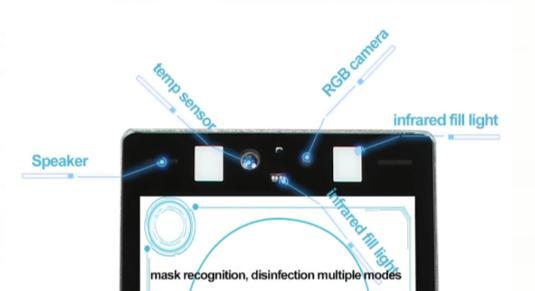 temp sensor
RGB camera
infrared fill light
Speaker
infrared fill light
mask recognition, disinfection multiple modes